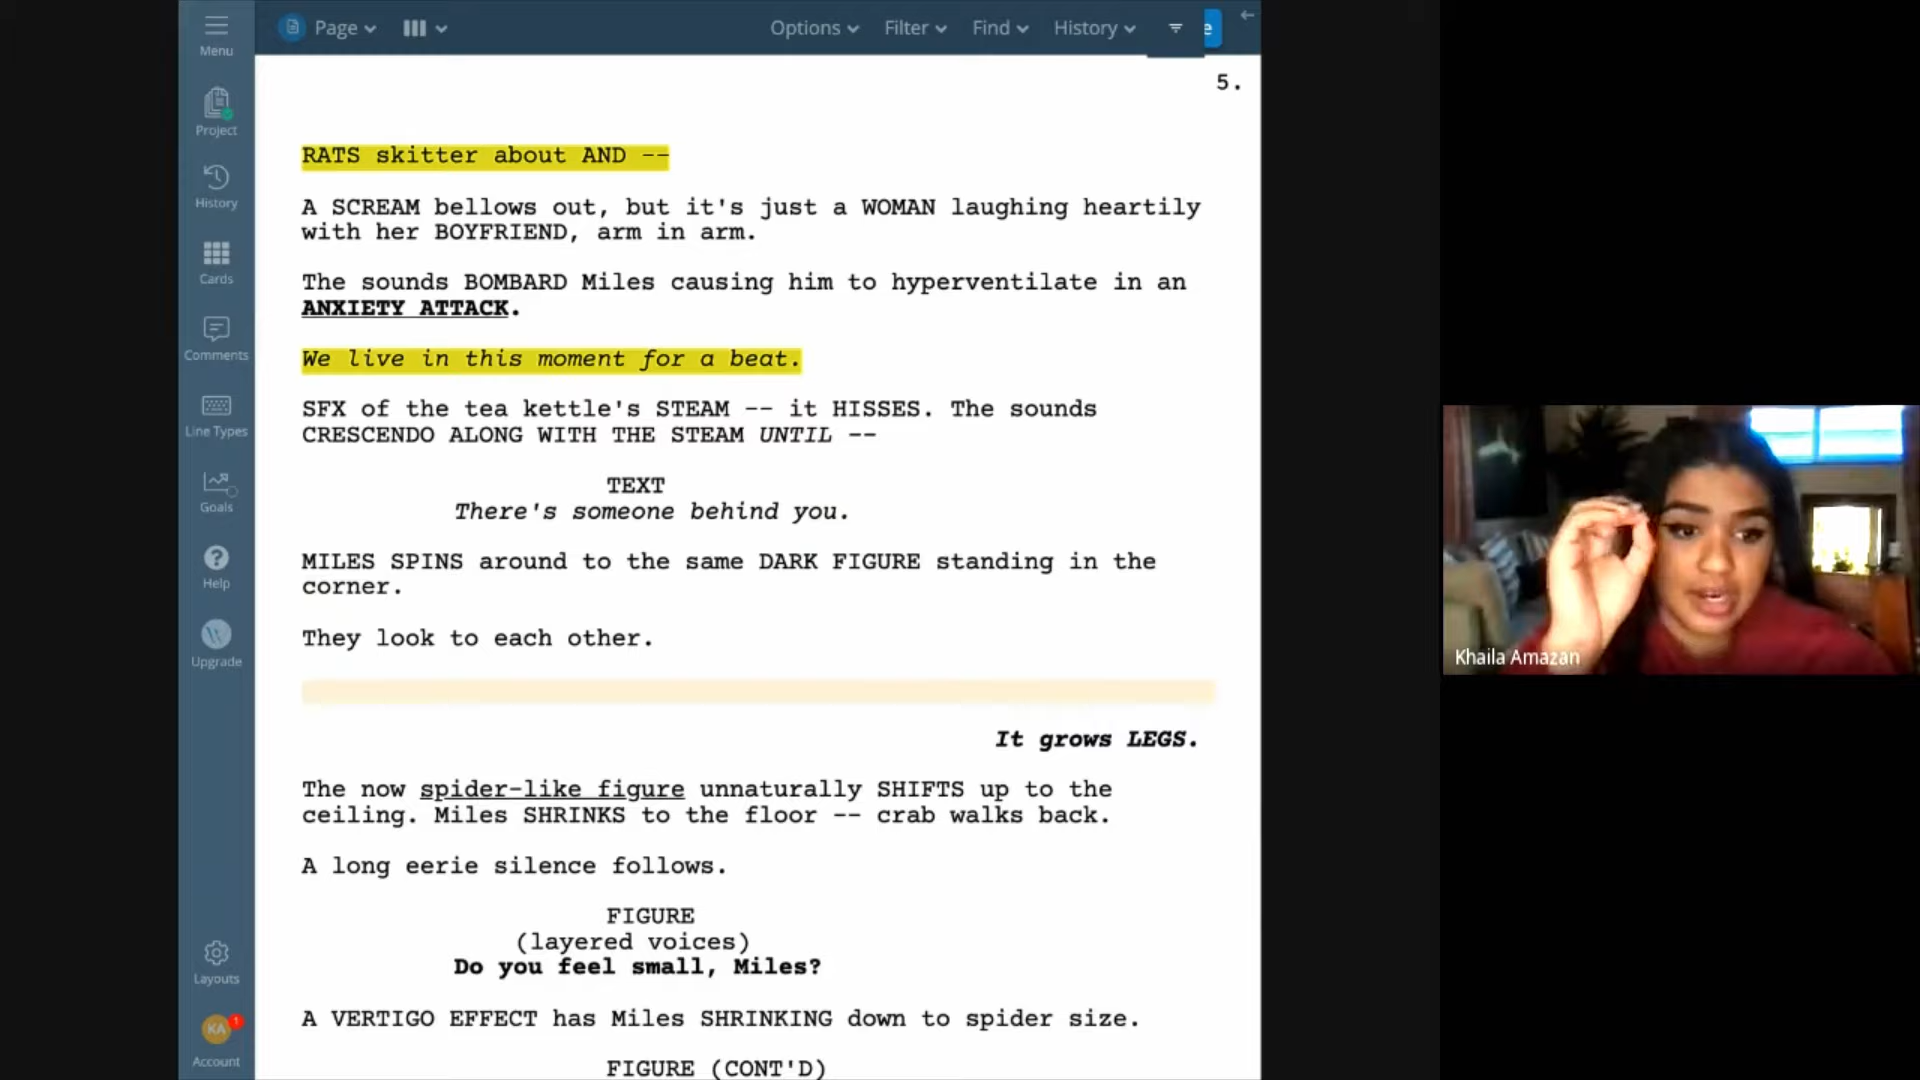 Menu
Page
Options
Filter
Find
History
e
5.
Project
History
Cards
Comments
Line Types
Goals
Help
Upgrade
Layouts
KA
1
Account
RATS skitter about AND --
A SCREAM bellows out, but it's just a WOMAN laughing heartily
with her BOYFRIEND, arm in arm.
The sounds BOMBARD Miles causing him to hyperventilate in an
ANXIETY ATTACK.
We live in this moment for a beat.
SFX of the tea kettle's STEAM -- it HISSES. The sounds
CRESCENDO ALONG WITH THE STEAM UNTIL --
TEXT
There's someone behind you.
MILES SPINS around to the same DARK FIGURE standing in the
corner.
They look to each other.
It grows LEGS.
The now spider-like figure unnaturally SHIFTS up to the
ceiling. Miles SHRINKS to the floor -- crab walks back.
A long eerie silence follows.
FIGURE
(layered voices)
Do you feel small, Miles?
A VERTIGO EFFECT has Miles SHRINKING down to spider size.
FIGURE (CONT'D)
Khaila Amazan